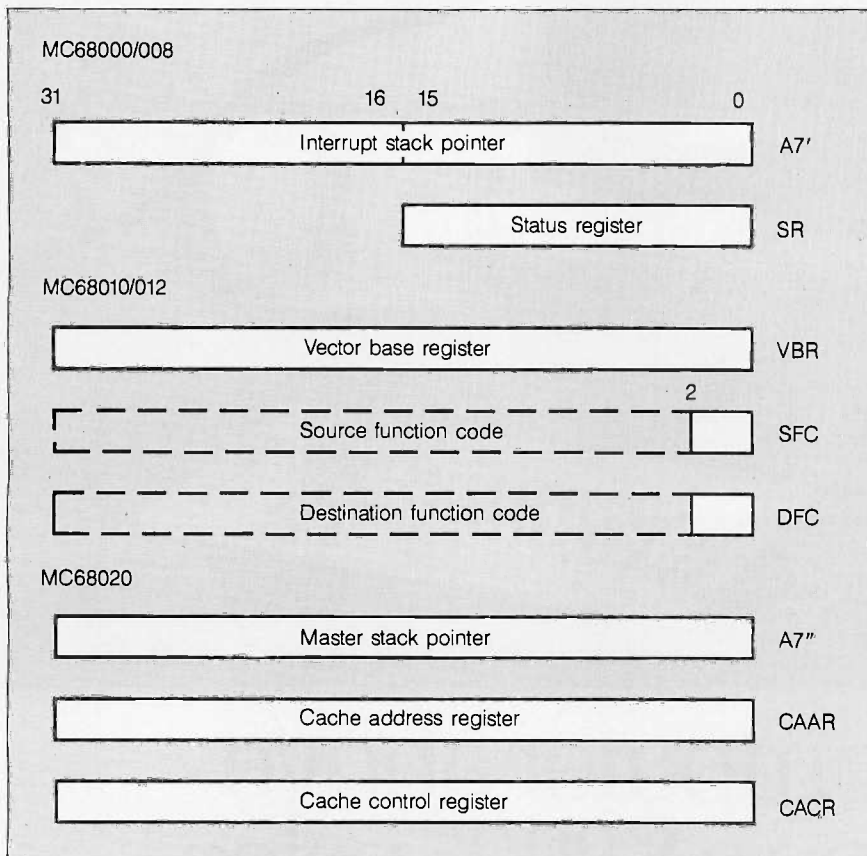 MC68000/008
31 16 15 0
Interrupt stack pointer A7'
Status register SR
MC68010/012
Vector base register VBR
2
Source function code SFC
Destination function code DFC
MC68020
Master stack pointer A7"
Cache address register CAAR
Cache control register CACR